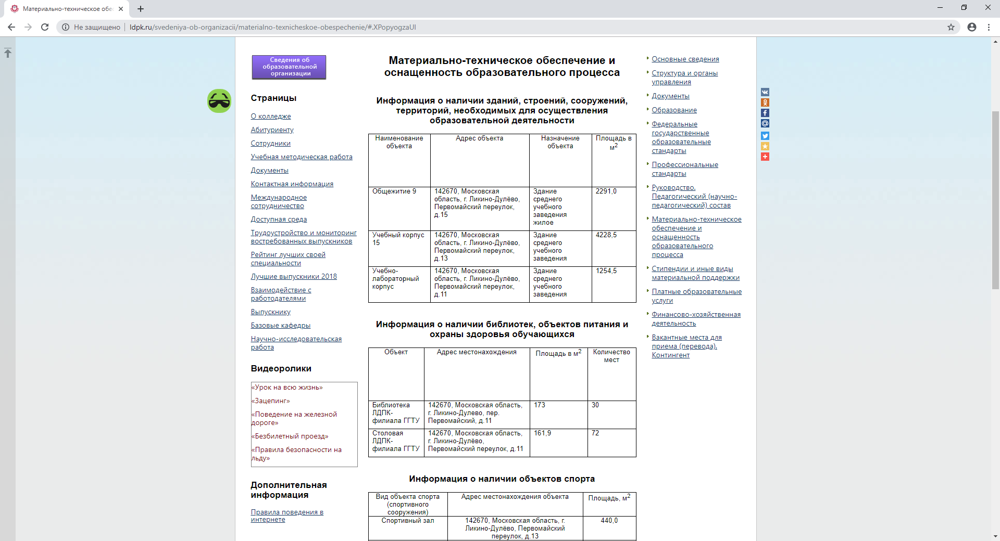 Материально-техническое обес
Не защищено
ldpk.ru/svedeniya-ob-organizacii/materialno-texnicheskoe-obespechenie/#.XPopyogzaUl
Сведения об
образовательной
организации
Страницы
О колледже
Абитуриенту
Сотрудники
Учебная методическая работа
Документы
Контактная информация
Международное
сотрудничество
Доступная среда
Трудоустройство и мониторинг
востребованных выпускников
Рейтинг лучших своей
специальности
Лучшие выпускники 2018
Взаимодействие с
работодателями
Выпускнику
Базовые кафедры
Научно-исследовательская
работа
Видеоролики
«Урок на всю жизнь»
«Зацепинг»
«Поведение на железной
дороге»
«Безбилетный проезд»
«Правила безопасности на
льду»
Дополнительная
информация
Правила поведения в
интернете
Материально-техническое обеспечение и
оснащенность образовательного процесса
Информация о наличии зданий, строений, сооружений,
территорий, необходимых для осуществления
образовательной деятельности
Наименование
объекта
Адрес объекта
Назначение
объекта
Площадь в
м2
Общежитие 9
142670, Московская
область, г. Ликино-Дулёво,
Первомайский переулок,
д.15
Здание
среднего
учебного
заведения
жилое
2291,0
Учебный корпус
15
142670, Московская
область, г. Ликино-Дулёво,
Первомайский переулок,
д.13
Здание
среднего
учебного
заведения
4228,5
Учебно-
лабораторный
корпус
142670, Московская
область, г. Ликино-Дулёво,
Первомайский переулок,
д.11
Здание
среднего
учебного
заведения
1254,5
Информация о наличии библиотек, объектов питания и
охраны здоровья обучающихся
Объект
Адрес местонахождения
Площадь в м2
Количество
мест
Библиотека
ЛДПК-
филиала ГГТУ
142670, Московская область,
г. Ликино-Дулево, пер.
Первомайский, д.11
173
30
Столовая
ЛДПК-
филиала ГГТУ
142670, Московская область,
г. Ликино-Дулёво,
Первомайский переулок, д.11
161,9
72
Информация о наличии объектов спорта
Вид объекта спорта
(спортивного
сооружения)
Адрес местонахождения объекта
Площадь, м2
Спортивный зал
142670, Московская область, г.
Ликино-Дулёво, Первомайский
переулок, д.13
440,0
Основные сведения
Структура и органы
управления
Документы
Образование
Федеральные
государственные
образовательные
стандарты
Профессиональные
стандарты
Руководство.
Педагогический (научно-
педагогический) состав
Материально-техническое
обеспечение и
оснащенность
образовательного
процесса
Стипендии и иные виды
материальной поддержки
Платные образовательные
услуги
Финансово-хозяйственная
деятельность
Вакантные места для
приема (перевода).
Контингент